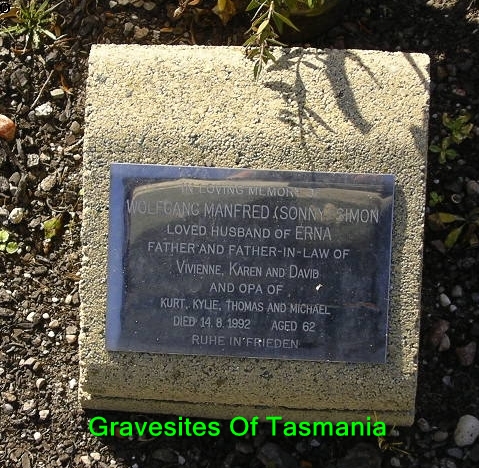 IN LOVING MEMORY OF
WOLFGANG MANFRED (SONNY) SIMON
LOVED HUSBAND OF ERNA
FATHER AND FATHER-IN-LAW OF
VIVIENNE, KAREN AND DAVID
AND OPA OF
KURT, KYLIE, THOMAS AND MICHAEL
DIED 14.8.1992 AGED 62
RUHE IN FRIEDEN
Gravesites Of Tasmania